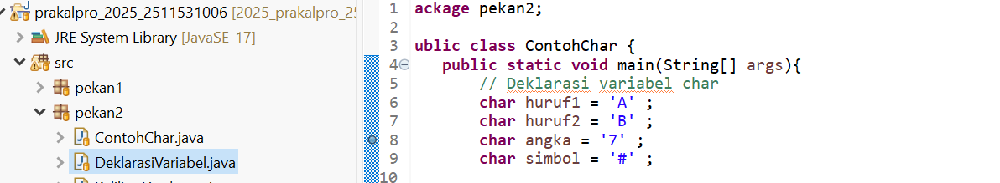 prakalpro_2025_2511531006 [2025_prakalpro_25
JRE System Library [JavaSE-17]
src
pekan1
pekan2
ContohChar.java
DeklarasiVariabel.java
1 ackage pekan2;
2
3 ublic class ContohChar {
4 public static void main(String[] args){
5 // Deklarasi variabel char
6 char huruf1 = 'A' ;
7 char huruf2 = 'B' ;
8 char angka = '7' ;
9 char simbol = '#' ;
10